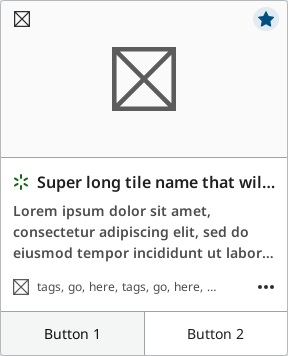 Super long tile name that wil...
Lorem ipsum dolor sit amet,
consectetur adipiscing elit, sed do
eiusmod tempor incididunt ut labor...
tags, go, here, tags, go, here, ...
Button 1
Button 2